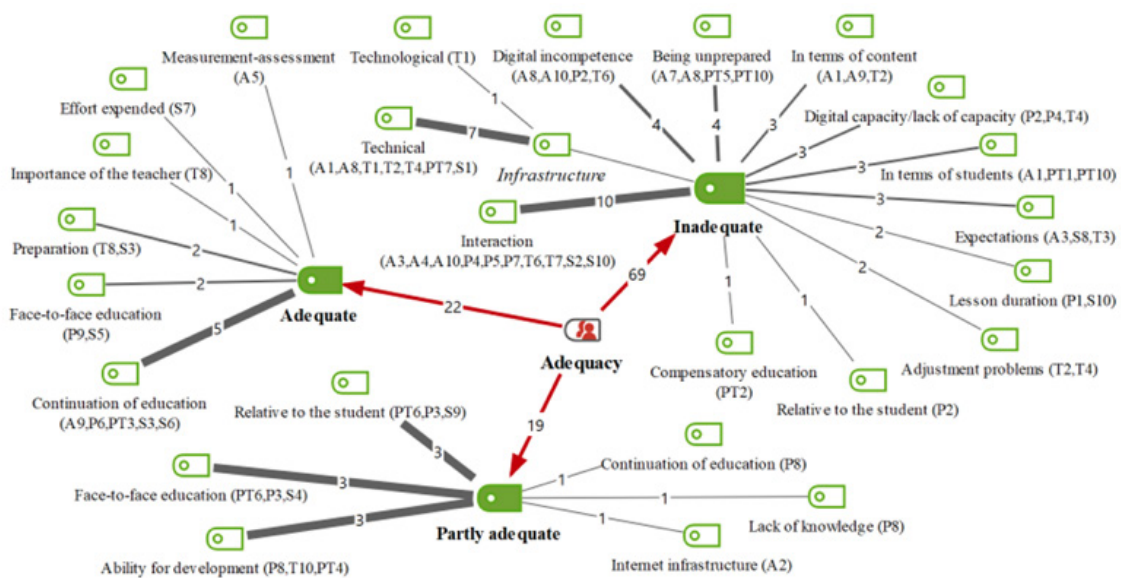 Measurement-assessment
(A5)
Technological (T1)
Digital incompetence
(A8,A10,P2,T6)
Being unprepared
(A7,A8,PT5,PT10)
In terms of content
(A1,A9,T2)
Effort expended (S7)
1
7
4
4
3
Digital capacity/lack of capacity (P2,P4,T4)
3
Technical
(A1,A8,T1,T2,T4,PT7,S1)
Infrastructure
Importance of the teacher (T8)
1
1
1
3
In terms of students (A1,PT1,PT10)
10
Inadequate
3
Expectations (A3,S8,T3)
Preparation (T8,S3)
2
Interaction
(A3,A4,A10,P4,P5,P7,T6,T7,S2,S10)
2
Lesson duration (P1,S10)
2
Face-to-face education
(P9,S5)
Adequate
22
69
2
1
1
5
Adequacy
Adjustment problems (T2,T4)
Compensatory education
(PT2)
Relative to the student (P2)
Continuation of education
(A9,P6,PT3,S3,S6)
Relative to the student (PT6,P3,S9)
19
3
Continuation of education (P8)
1
Face-to-face education (PT6,P3,S4)
3
1
Lack of knowledge (P8)
3
1
Partly adequate
Ability for development (P8,T10,PT4)
Internet infrastructure (A2)